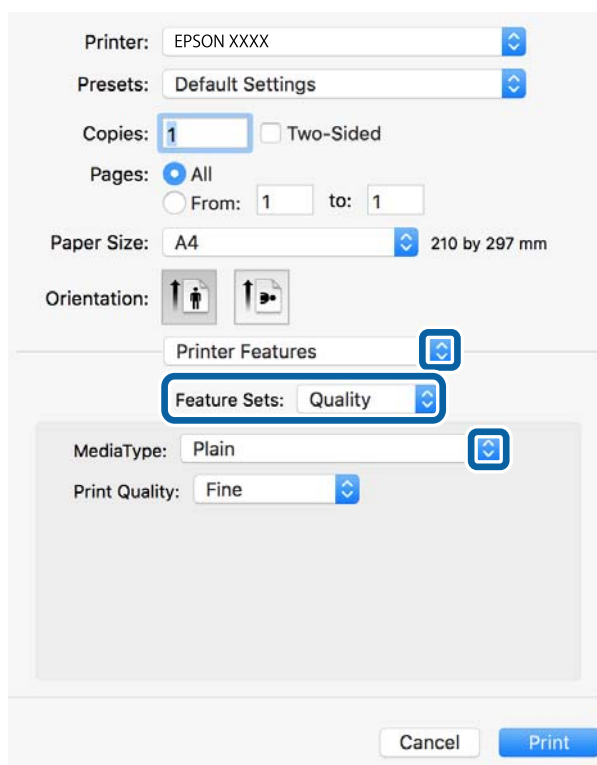 Printer: EPSON XXXX
Presets: Default Settings
Copies: 1 Two-Sided
Pages: All
From: 1 to: 1
Paper Size: A4 210 by 297 mm
Orientation:
Printer Features
Feature Sets: Quality
MediaType: Plain
Print Quality: Fine
Cancel Print